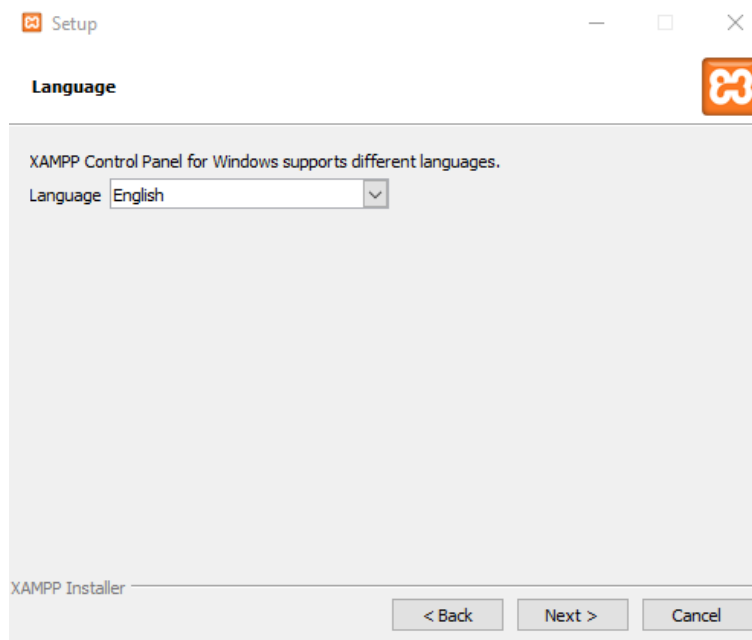 Setup
Language
XAMPP Control Panel for Windows supports different languages.
Language English
XAMPP Installer
< Back Next > Cancel